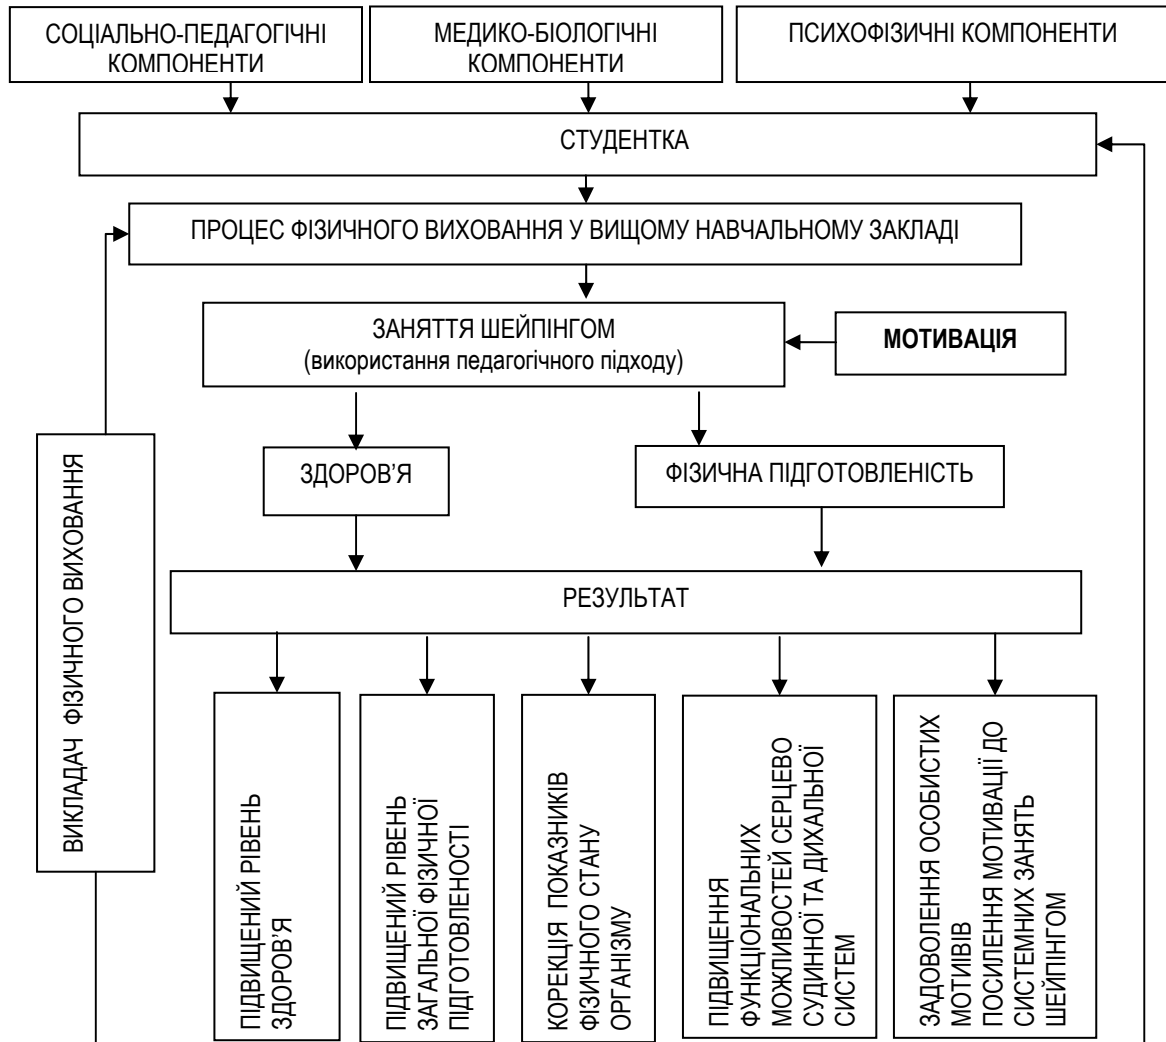 СОЦІАЛЬНО-ПЕДАГОГІЧНІ
КОМПОНЕНТИ
МЕДИКО-БІОЛОГІЧНІ
КОМПОНЕНТИ
ПСИХОФІЗИЧНІ КОМПОНЕНТИ
СТУДЕНТКА
ПРОЦЕС ФІЗИЧНОГО ВИХОВАННЯ У ВИЩОМУ НАВЧАЛЬНОМУ ЗАКЛАДІ
ЗАНЯТТЯ ШЕЙПІНГОМ
(використання педагогічного підходу)
МОТИВАЦІЯ
ВИКЛАДАЧ ФІЗИЧНОГО ВИХОВАННЯ
ЗДОРОВ’Я
ФІЗИЧНА ПІДГОТОВЛЕНІСТЬ
РЕЗУЛЬТАТ
ПІДВИЩЕНИЙ РІВЕНЬ
ЗДОРОВ’Я
ПІДВИЩЕНИЙ РІВЕНЬ
ЗАГАЛЬНОЇ ФІЗИЧНОЇ
ПІДГОТОВЛЕНОСТІ
КОРЕКЦІЯ ПОКАЗНИКІВ
ФІЗИЧНОГО СТАНУ
ОРГАНІЗМУ
ПІДВИЩЕННЯ
ФУНКЦІОНАЛЬНИХ
МОЖЛИВОСТЕЙ СЕРЦЕВО
СУДИННОЇ ТА ДИХАЛЬНОЇ
СИСТЕМ
ЗАДОВОЛЕННЯ ОСОБИСТИХ
МОТИІВІВ
ПОСИЛЕННЯ МОТИВАЦІЇ ДО
СИСТЕМНИХ ЗАНЯТЬ
ШЕЙПІНГОМ